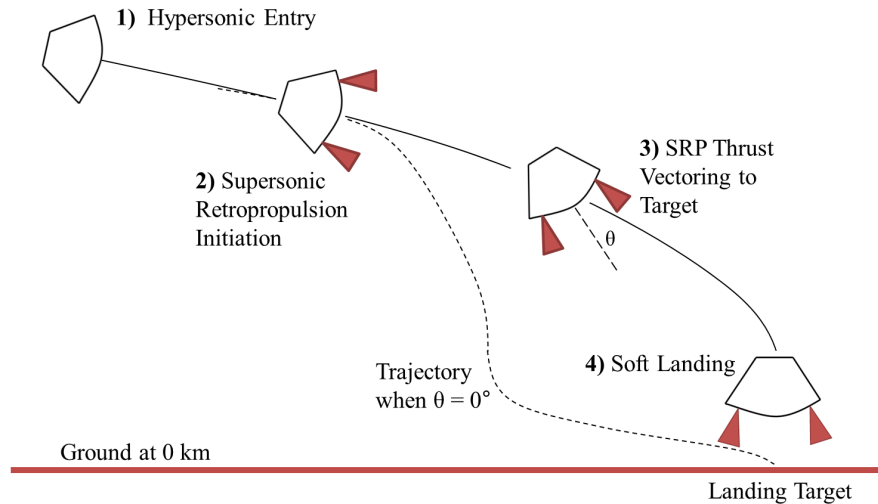 1) Hypersonic Entry
2) Supersonic
Retropropulsion
Initiation
3) SRP Thrust
Vectoring to
Target
θ
4) Soft Landing
Trajectory
when θ = 0°
Ground at 0 km
Landing Target